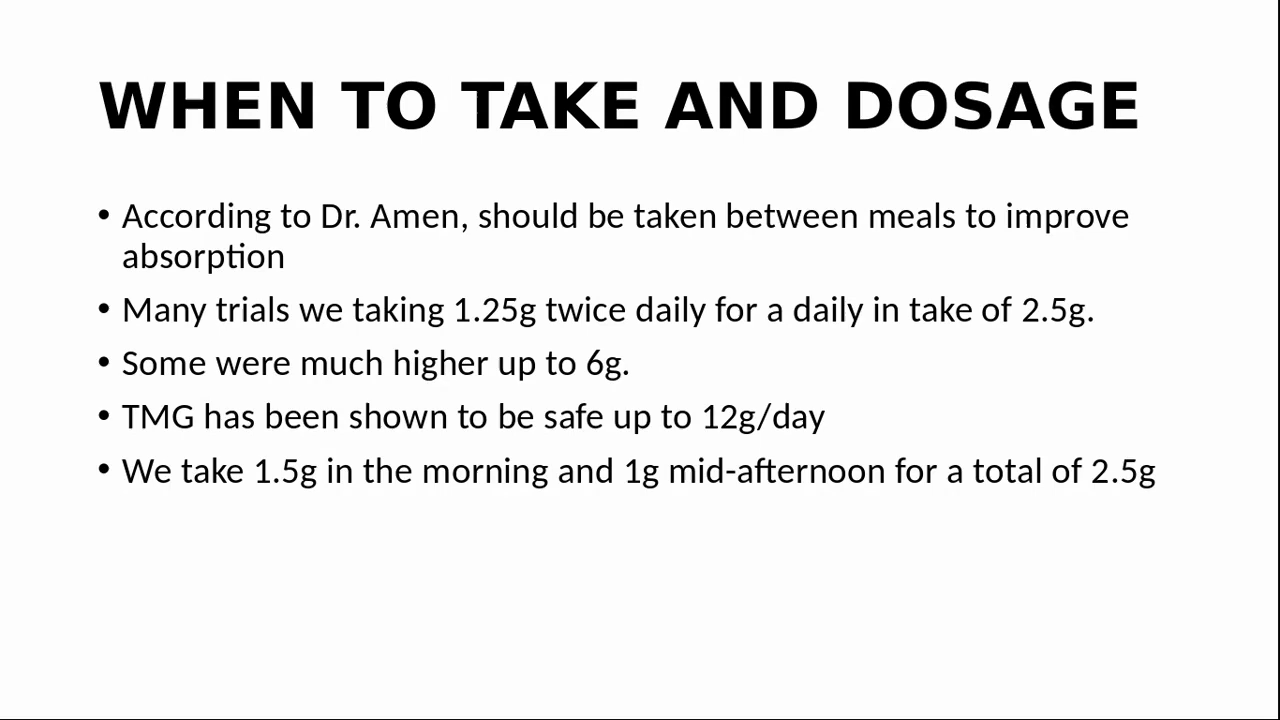 WHEN TO TAKE AND DOSAGE
• According to Dr. Amen, should be taken between meals to improve
absorption
• Many trials we taking 1.25g twice daily for a daily in take of 2.5g.
• Some were much higher up to 6g.
• TMG has been shown to be safe up to 12g/day
• We take 1.5g in the morning and 1g mid-afternoon for a total of 2.5g